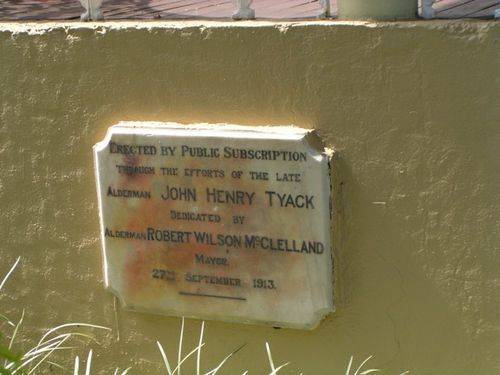 ERECTED BY PUBLIC SUBSCRIPTION
THROUGH THE EFFORTS OF THE LATE
ALDERMAN JOHN HENRY TYACK
DEDICATED BY
ALDERMAN ROBERT WILSON McCLELLAND
MAYOR.
27TH SEPTEMBER 1913.